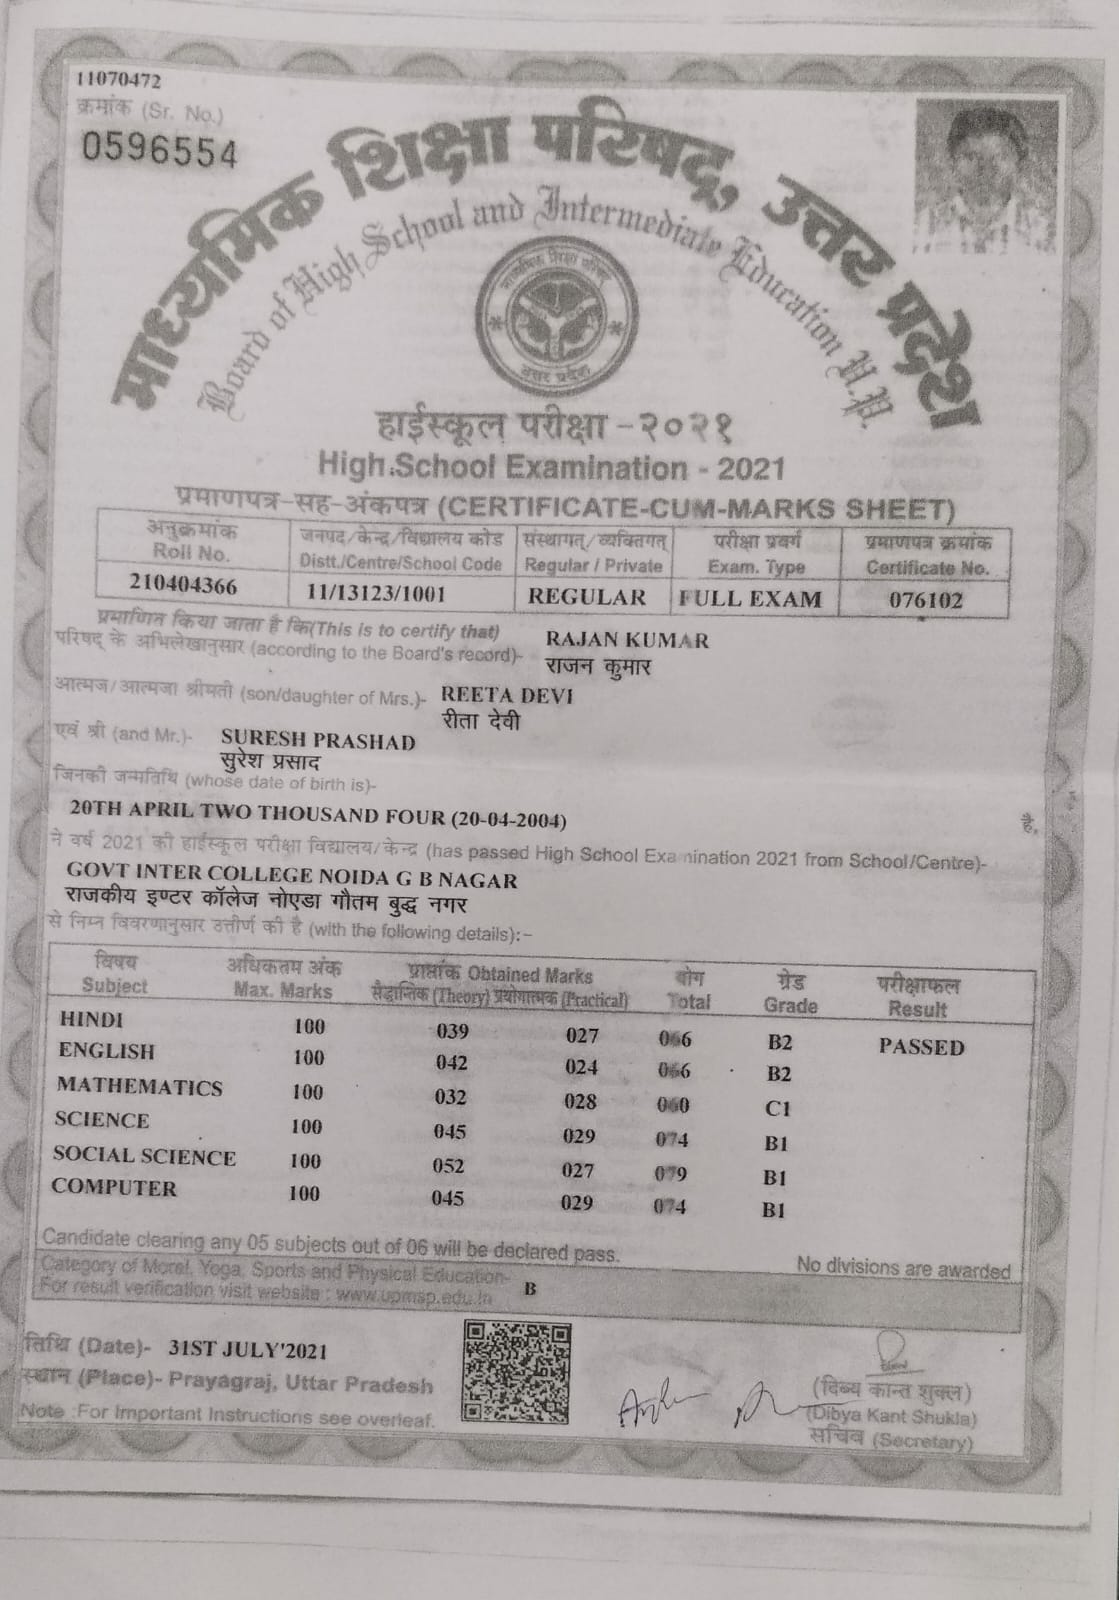 11070472
क्रमांक (Sr. No.)
0596554
माध्यमिक शिक्षा परिषद्, उत्तर प्रदेश
Board of High School and Intermediate Education U.P.
माध्यमिक शिक्षा परिषद्
उत्तर प्रदेश
हाईस्कूल परीक्षा -२०२१
High School Examination - 2021
प्रमाणपत्र-सह-अंकपत्र (CERTIFICATE-CUM-MARKS SHEET)
अनुक्रमांक जनपद/केन्द्र/विद्यालय कोड संस्थागत्/व्यक्तिगत् परीक्षा प्रवर्ग प्रमाणपत्र क्रमांक
Roll No. Distt./Centre/School Code Regular / Private Exam. Type Certificate No.
210404366 11/13123/1001 REGULAR FULL EXAM 076102
प्रमाणित किया जाता है कि(This is to certify that)
परिषद् के अभिलेखानुसार (according to the Board's record)- RAJAN KUMAR
राजन कुमार
आत्मज/आत्मजा श्रीमती (son/daughter of Mrs.)- REETA DEVI
रीता देवी
एवं श्री (and Mr.)- SURESH PRASHAD
सुरेश प्रसाद
जिनकी जन्मतिथि (whose date of birth is)-
20TH APRIL TWO THOUSAND FOUR (20-04-2004) है,
ने वर्ष 2021 की हाईस्कूल परीक्षा विद्यालय/केन्द्र (has passed High School Examination 2021 from School/Centre)-
GOVT INTER COLLEGE NOIDA G B NAGAR
राजकीय इण्टर कॉलेज नोएडा गौतम बुद्ध नगर
से निम्न विवरणानुसार उत्तीर्ण की है (with the following details):-
विषय अधिकतम अंक प्राप्तांक Obtained Marks योग ग्रेड परीक्षाफल
Subject Max. Marks सैद्धान्तिक (Theory) प्रयोगात्मक (Practical) Total Grade Result
HINDI 100 039 027 066 B2 PASSED
ENGLISH 100 042 024 066 B2
MATHEMATICS 100 032 028 060 C1
SCIENCE 100 045 029 074 B1
SOCIAL SCIENCE 100 052 027 079 B1
COMPUTER 100 045 029 074 B1
Candidate clearing any 05 subjects out of 06 will be declared pass.
No divisions are awarded
Category of Moral, Yoga, Sports and Physical Education- B
For result verification visit website : www.upmsp.edu.in
तिथि (Date)- 31ST JULY'2021
स्थान (Place)- Prayagraj, Uttar Pradesh
Note :For Important Instructions see overleaf.
(दिब्य कान्त शुक्ल)
(Dibya Kant Shukla)
सचिव (Secretary)